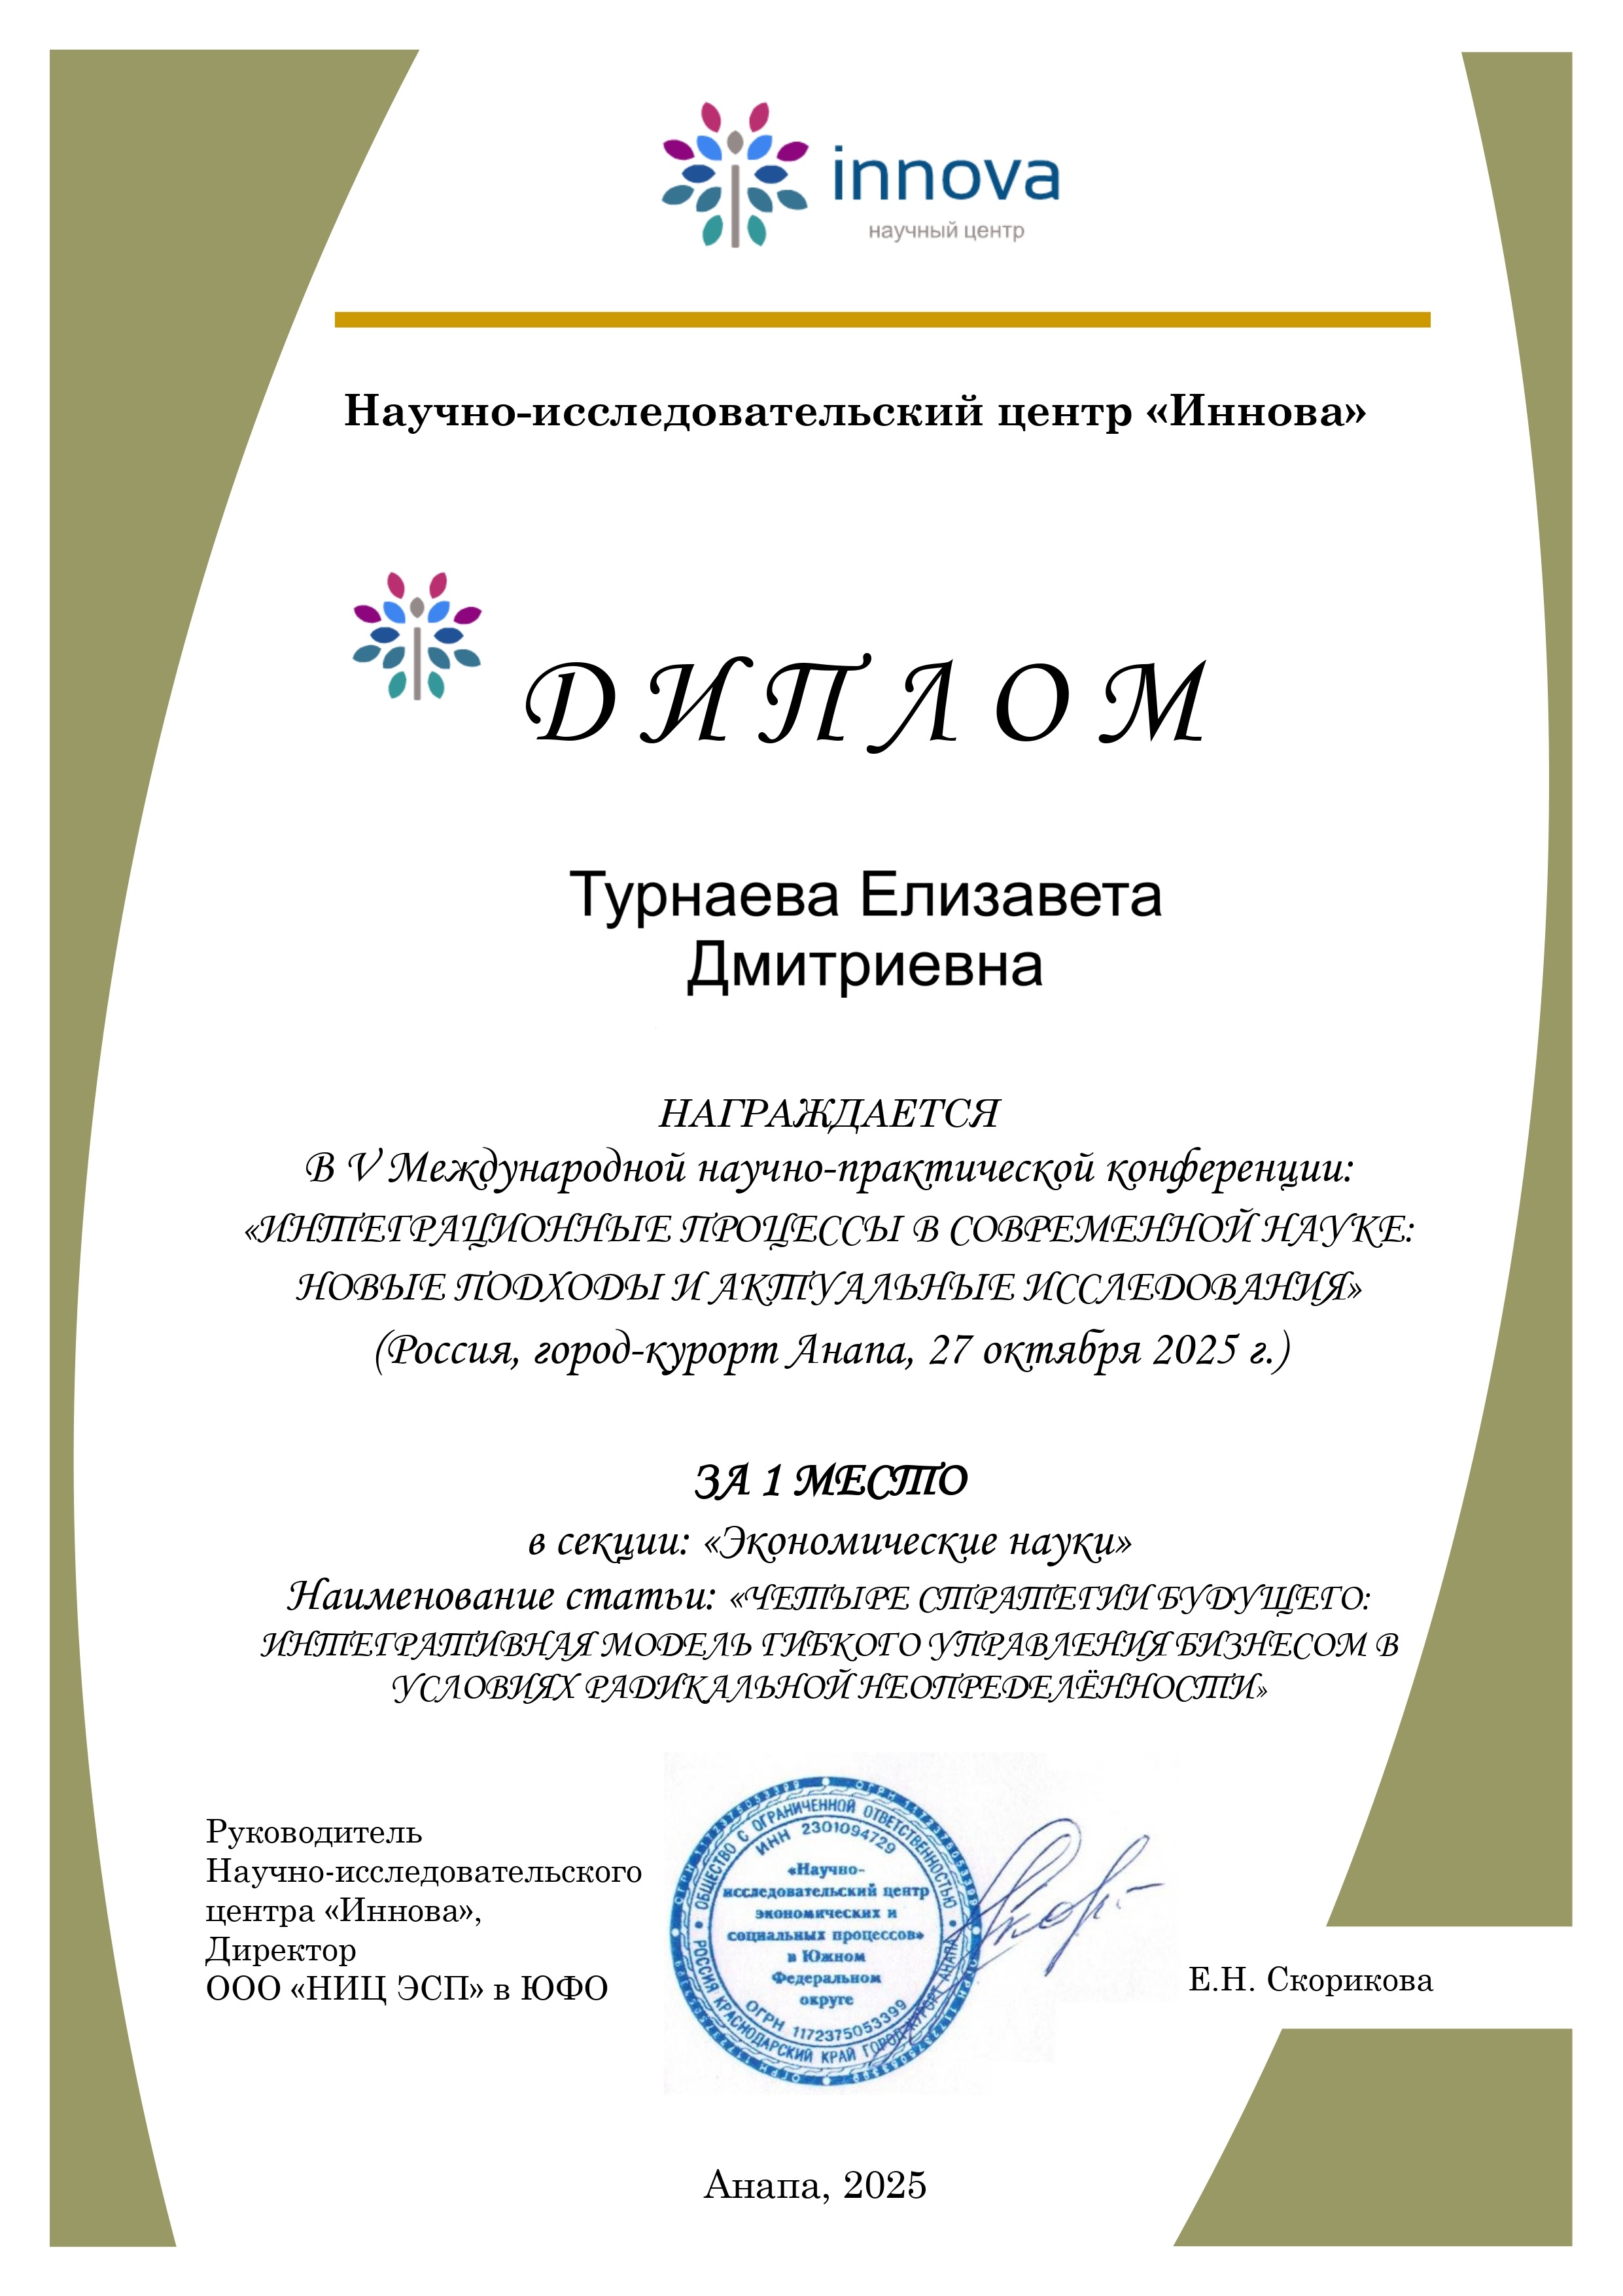 innova
научный центр
Научно-исследовательский центр «Иннова»
ДИПЛОМ
Турнаева Елизавета
Дмитриевна
НАГРАЖДАЕТСЯ
В V Международной научно-практической конференции:
«ИНТЕГРАЦИОННЫЕ ПРОЦЕССЫ В СОВРЕМЕННОЙ НАУКЕ:
НОВЫЕ ПОДХОДЫ И АКТУАЛЬНЫЕ ИССЛЕДОВАНИЯ»
(Россия, город-курорт Анапа, 27 октября 2025 г.)
ЗА 1 МЕСТО
в секции: «Экономические науки»
Наименование статьи: «ЧЕТЫРЕ СТРАТЕГИИ БУДУЩЕГО:
ИНТЕГРАТИВНАЯ МОДЕЛЬ ГИБКОГО УПРАВЛЕНИЯ БИЗНЕСОМ В
УСЛОВИЯХ РАДИКАЛЬНОЙ НЕОПРЕДЕЛЁННОСТИ»
Руководитель
Научно-исследовательского
центра «Иннова»,
Директор
ООО «НИЦ ЭСП» в ЮФО
ОБЩЕСТВО С ОГРАНИЧЕННОЙ ОТВЕТСТВЕННОСТЬЮ
ИНН 2301094729
«Научно-
исследовательский центр
экономических и
социальных процессов»
в Южном
Федеральном
округе
ОГРН 1172375053399
РОССИЯ КРАСНОДАРСКИЙ КРАЙ ГОРОД-КУРОРТ АНАПА
Е.Н. Скорикова
Анапа, 2025